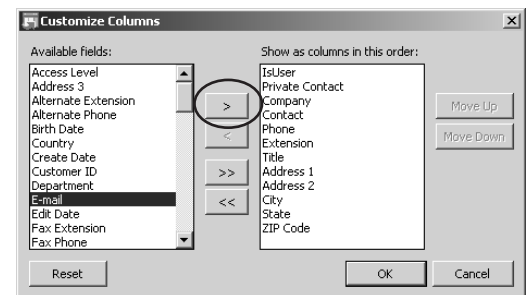 Customize Columns
Available fields:
Access Level
Address 3
Alternate Extension
Alternate Phone
Birth Date
Country
Create Date
Customer ID
Department
E-mail
Edit Date
Fax Extension
Fax Phone
>
<
>>
<<
Show as columns in this order:
IsUser
Private Contact
Company
Contact
Phone
Extension
Title
Address 1
Address 2
City
State
ZIP Code
Move Up
Move Down
Reset
OK
Cancel